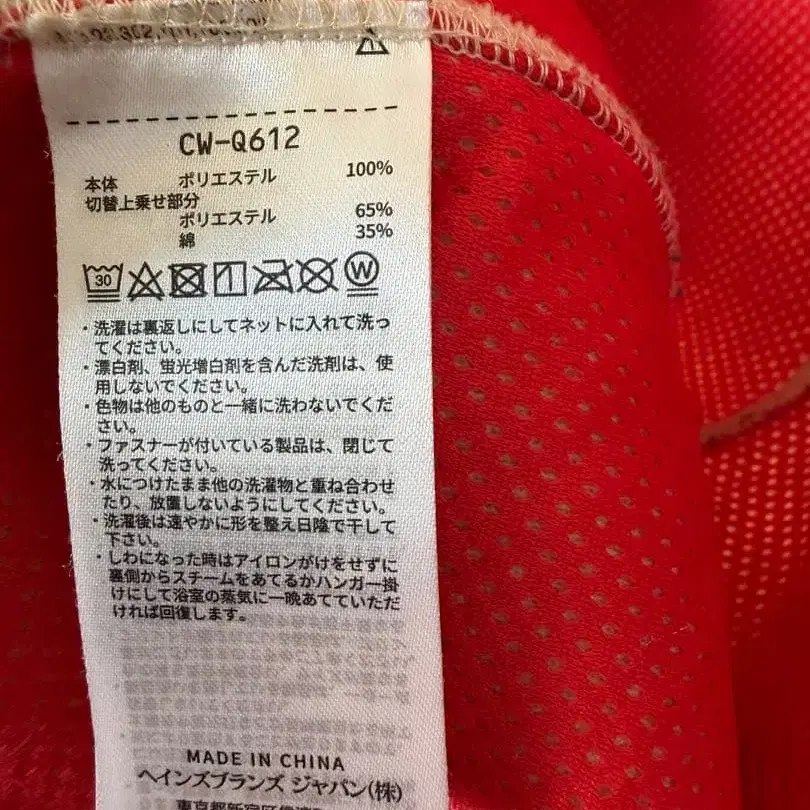 CW-Q612
本体 ポリエステル 100%
切替上乗せ部分
ポリエステル 65%
綿 35%
30 W
・洗濯は裏返しにしてネットに入れて洗っ
てください。
・漂白剤、蛍光増白剤を含んだ洗剤は、使
用しないでください。
・色物は他のものと一緒に洗わないでくだ
さい。
・ファスナーが付いている製品は、閉じて
洗ってください。
・水につけたまま他の洗濯物と重ね合わせ
たり、放置しないようにしてください。
・洗濯後は速やかに形を整え日陰で干して
下さい。
・しわになった時はアイロンがけをせずに
裏側からスチームをあてるかハンガー掛
けにして浴室の蒸気に一晩あてていただ
ければ回復します。
MADE IN CHINA
ヘインズブランズ ジャパン(株)
東京都新宿区